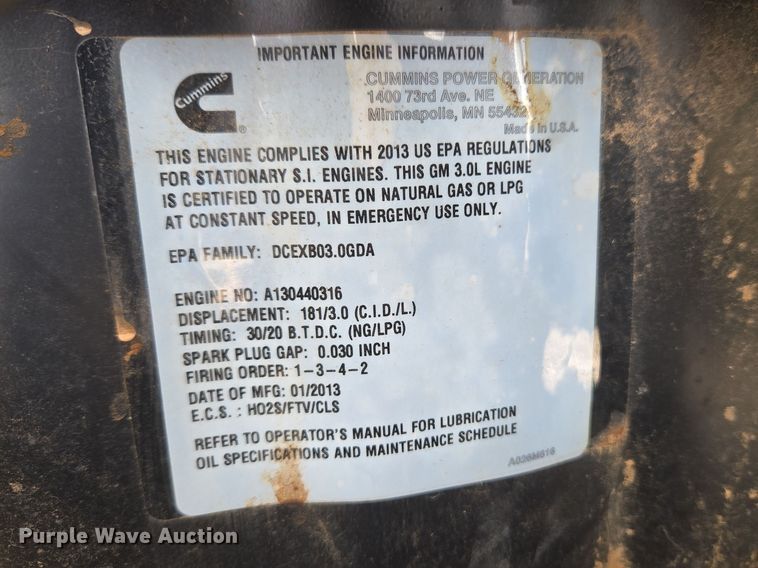 IMPORTANT ENGINE INFORMATION
Cummins
®
CUMMINS POWER GENERATION
1400 73rd Ave. NE
Minneapolis, MN 55432
Made in U.S.A.
THIS ENGINE COMPLIES WITH 2013 US EPA REGULATIONS
FOR STATIONARY S.I. ENGINES. THIS GM 3.0L ENGINE
IS CERTIFIED TO OPERATE ON NATURAL GAS OR LPG
AT CONSTANT SPEED, IN EMERGENCY USE ONLY.
EPA FAMILY: DCEXB03.0GDA
ENGINE NO: A130440316
DISPLACEMENT: 181/3.0 (C.I.D./L.)
TIMING: 30/20 B.T.D.C. (NG/LPG)
SPARK PLUG GAP: 0.030 INCH
FIRING ORDER: 1-3-4-2
DATE OF MFG: 01/2013
E.C.S. : HO2S/FTV/CLS
REFER TO OPERATOR'S MANUAL FOR LUBRICATION
OIL SPECIFICATIONS AND MAINTENANCE SCHEDULE
A026M616
Purple Wave Auction